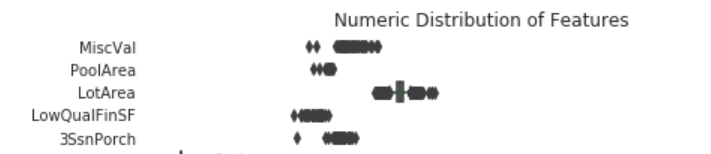 Numeric Distribution of Features
MiscVal
PoolArea
LotArea
LowQualFinSF
3SsnPorch